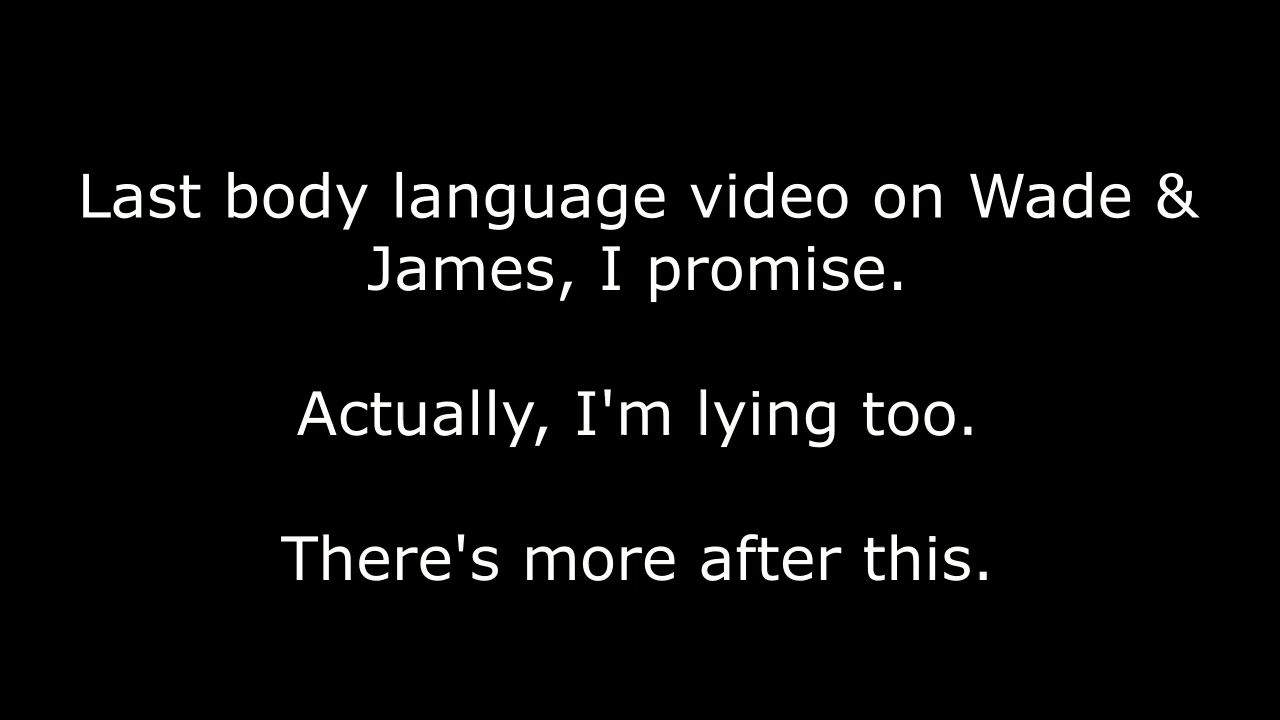 Last body language video on Wade &
James, I promise.
Actually, I'm lying too.
There's more after this.